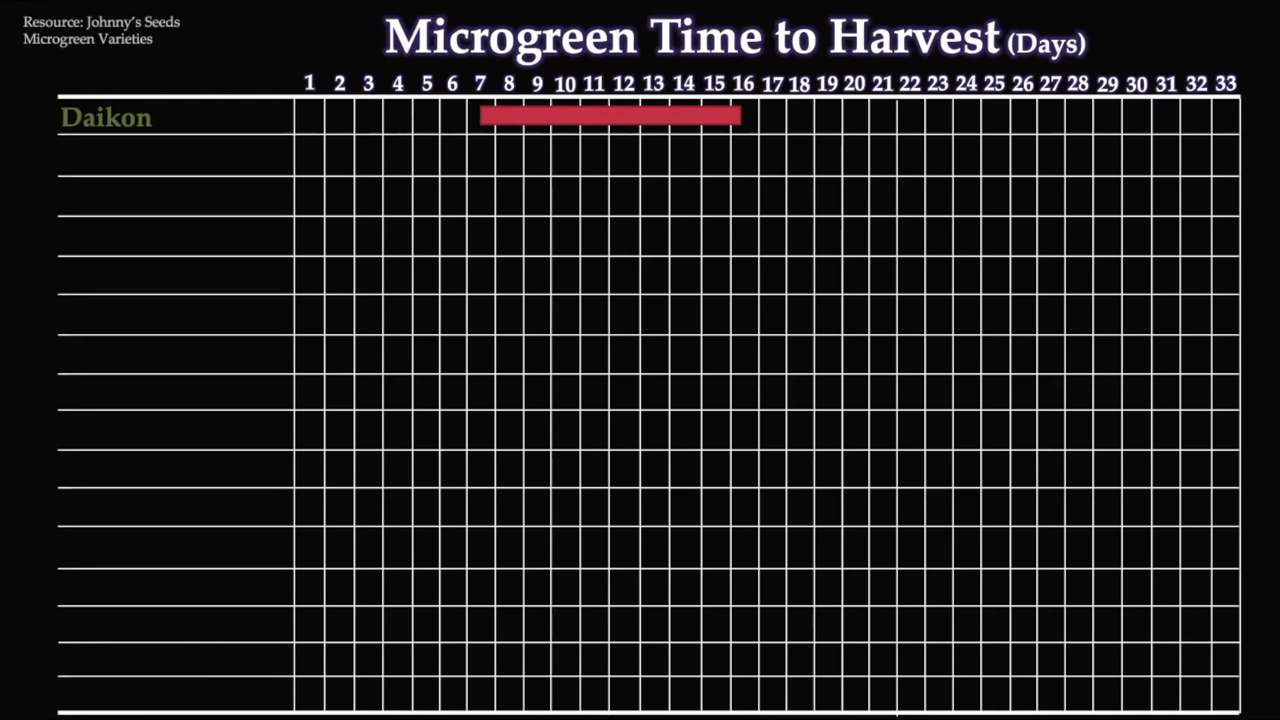 Resource: Johnny's Seeds
Microgreen Varieties
Microgreen Time to Harvest (Days)
1 2 3 4 5 6 7 8 9 10 11 12 13 14 15 16 17 18 19 20 21 22 23 24 25 26 27 28 29 30 31 32 33
Daikon